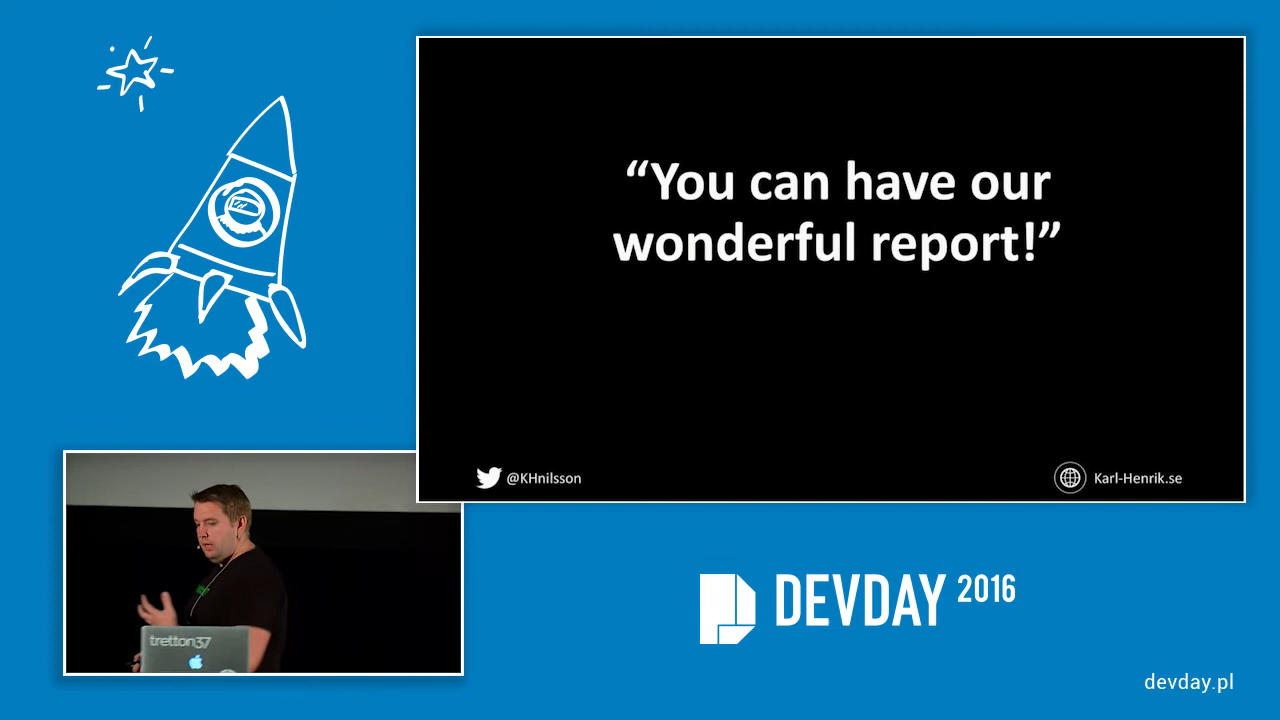 “You can have our
wonderful report!”
@KHnilsson
Karl-Henrik.se
tretton37
DEVDAY 2016
devday.pl